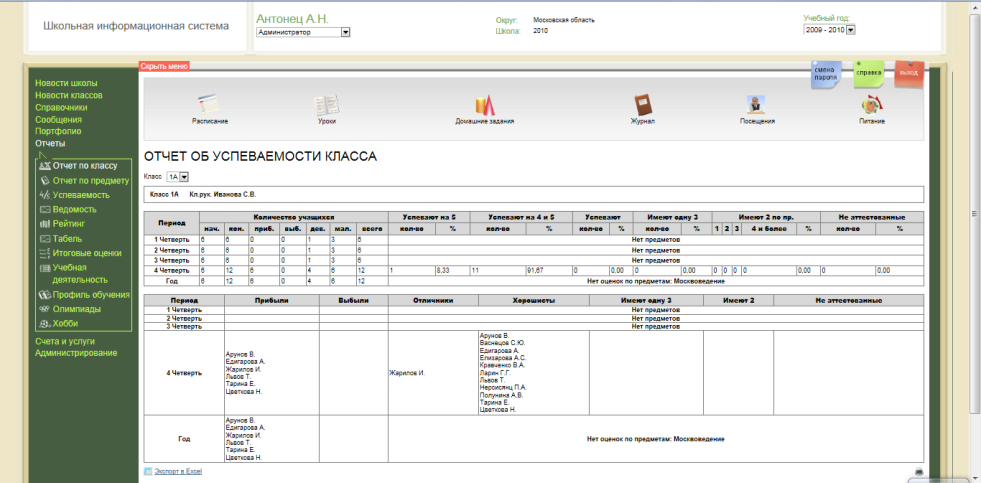 Школьная информационная система
Антонец А.Н.
Администратор
Округ: Московская область
Школа: 2010
Учебный год:
2009 - 2010
Скрыть меню
смена пароля
справка
выход
Новости школы
Новости классов
Справочники
Сообщения
Портфолио
Отчеты
Отчет по классу
Отчет по предмету
Успеваемость
Ведомость
Рейтинг
Табель
Итоговые оценки
Учебная
деятельность
Профиль обучения
Олимпиады
Хобби
Счета и услуги
Администрирование
Расписание Уроки Домашние задания Журнал Посещения Питание
ОТЧЕТ ОБ УСПЕВАЕМОСТИ КЛАССА
Класс 1А
Класс 1А Кл.рук. Иванова С.В.
Период Количество учащихся Успевают на 5 Успевают на 4 и 5 Успевают Имеют одну 3 Имеют 2 по пр. Не аттестованные
нач. кон. приб. выб. дев. мал. всего кол-во % кол-во % кол-во % кол-во % 1 2 3 4 и более % кол-во %
1 Четверть 6 6 0 0 1 3 6 Нет предметов
2 Четверть 6 6 0 0 1 3 6 Нет предметов
3 Четверть 6 6 0 0 1 3 6 Нет предметов
4 Четверть 6 12 6 0 4 6 12 1 8,33 11 91,67 0 0,00 0 0,00 0 0 0 0 0,00 0 0,00
Год 6 12 6 0 4 6 12 Нет оценок по предметам: Москвоведение
Период Прибыли Выбыли Отличники Хорошисты Имеют одну 3 Имеют 2 Не аттестованные
1 Четверть Нет предметов
2 Четверть Нет предметов
3 Четверть Нет предметов
4 Четверть
Арунов В.
Едигарова А.
Жарилов И.
Львов Т.
Тарина Е.
Цветкова Н.
Жарилов И.
Арунов В.
Васнецов С.Ю.
Едигарова А.
Елизарова А.С.
Кравченко В.А.
Ларин Г.Г.
Львов Т.
Нерсисянц П.А.
Полунина А.В.
Тарина Е.
Цветкова Н.
Год
Арунов В.
Едигарова А.
Жарилов И.
Львов Т.
Тарина Е.
Цветкова Н.
Нет оценок по предметам: Москвоведение
Экспорт в Excel